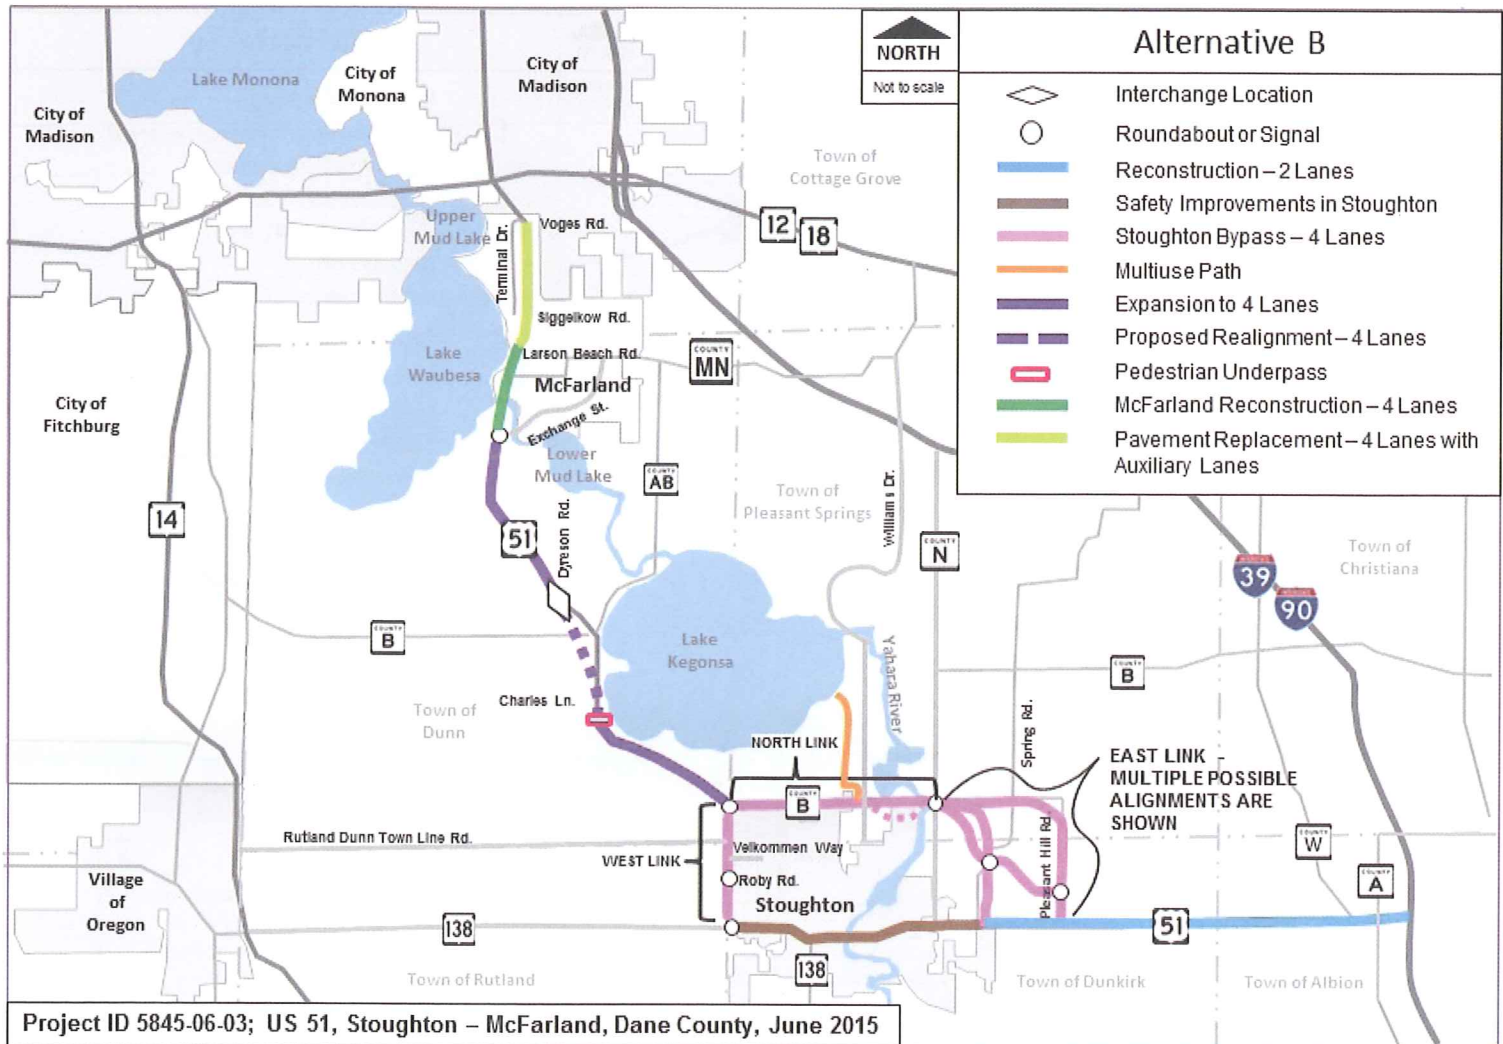 Alternative B
Interchange Location
Roundabout or Signal
Reconstruction – 2 Lanes
Safety Improvements in Stoughton
Stoughton Bypass – 4 Lanes
Multiuse Path
Expansion to 4 Lanes
Proposed Realignment – 4 Lanes
Pedestrian Underpass
McFarland Reconstruction – 4 Lanes
Pavement Replacement – 4 Lanes with
Auxiliary Lanes
NORTH
Not to scale
Lake Monona
City of
Monona
City of
Madison
City of
Madison
Town of
Cottage Grove
12
18
Upper
Mud Lake
Terminal Dr.
Voges Rd.
Siggelkow Rd.
Larson Beach Rd.
COUNTY
MN
Lake
Waubesa
McFarland
Exchange St.
City of
Fitchburg
Lower
Mud Lake
COUNTY
AB
Town of
Pleasant Springs
Williams Dr.
14
51
Dyreson Rd.
COUNTY
N
39
90
Town of
Christiana
COUNTY
B
Lake
Kegonsa
Yahara River
COUNTY
B
Charles Ln.
Town of
Dunn
Spring Rd.
NORTH LINK
COUNTY
B
EAST LINK –
MULTIPLE POSSIBLE
ALIGNMENTS ARE
SHOWN
Rutland Dunn Town Line Rd.
WEST LINK
Velkommen Way
Roby Rd.
Stoughton
Pleasant Hill Rd.
COUNTY
W
COUNTY
A
Village
of
Oregon
138
51
138
Town of Rutland
Town of Dunkirk
Town of Albion
Project ID 5845-06-03; US 51, Stoughton – McFarland, Dane County, June 2015